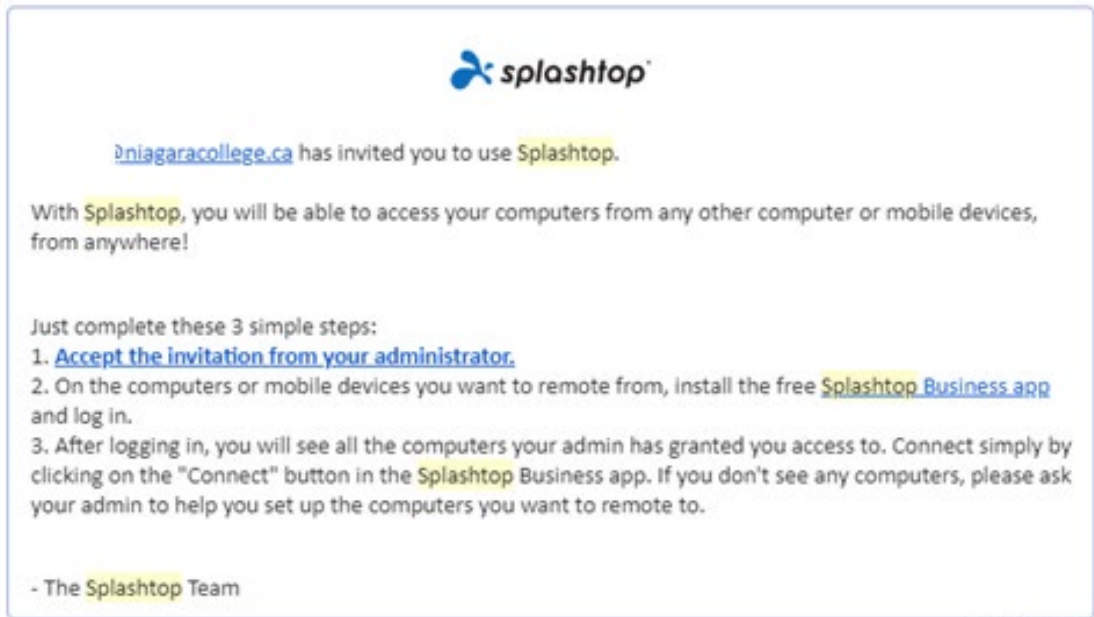 splashtop
@niagaracollege.ca has invited you to use Splashtop.
With Splashtop, you will be able to access your computers from any other computer or mobile devices,
from anywhere!
Just complete these 3 simple steps:
1. Accept the invitation from your administrator.
2. On the computers or mobile devices you want to remote from, install the free Splashtop Business app
and log in.
3. After logging in, you will see all the computers your admin has granted you access to. Connect simply by
clicking on the "Connect" button in the Splashtop Business app. If you don't see any computers, please ask
your admin to help you set up the computers you want to remote to.
- The Splashtop Team